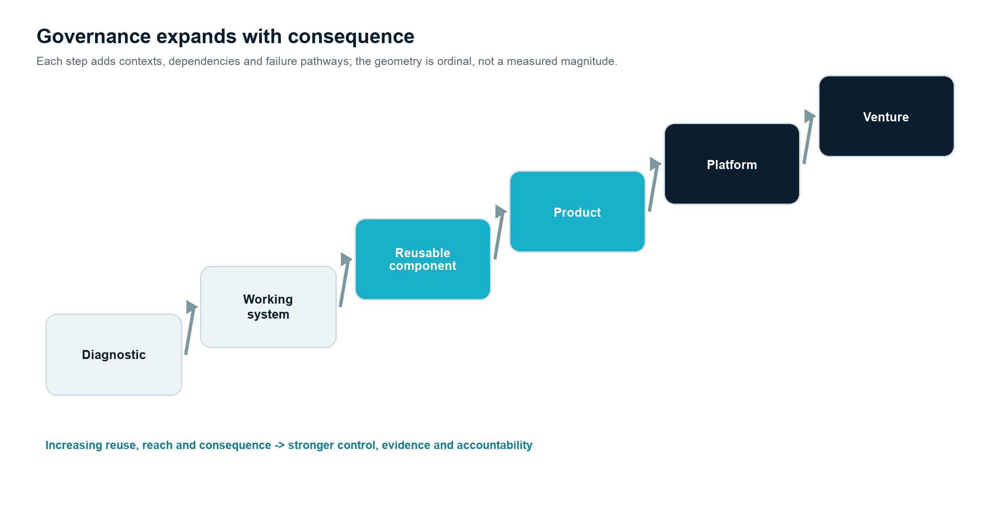 Governance expands with consequence
Each step adds contexts, dependencies and failure pathways; the geometry is ordinal, not a measured magnitude.
Venture
Platform
Product
Reusable
component
Working
system
Diagnostic
Increasing reuse, reach and consequence -> stronger control, evidence and accountability